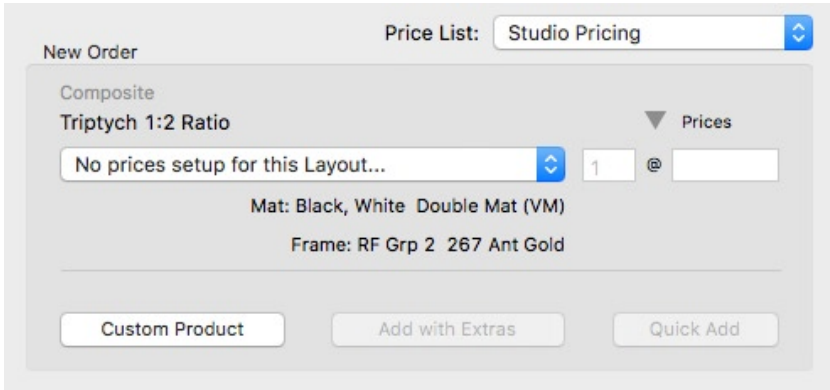 Price List: Studio Pricing
New Order
Composite
Triptych 1:2 Ratio
Prices
No prices setup for this Layout... 1 @
Mat: Black, White Double Mat (VM)
Frame: RF Grp 2 267 Ant Gold
Custom Product Add with Extras Quick Add